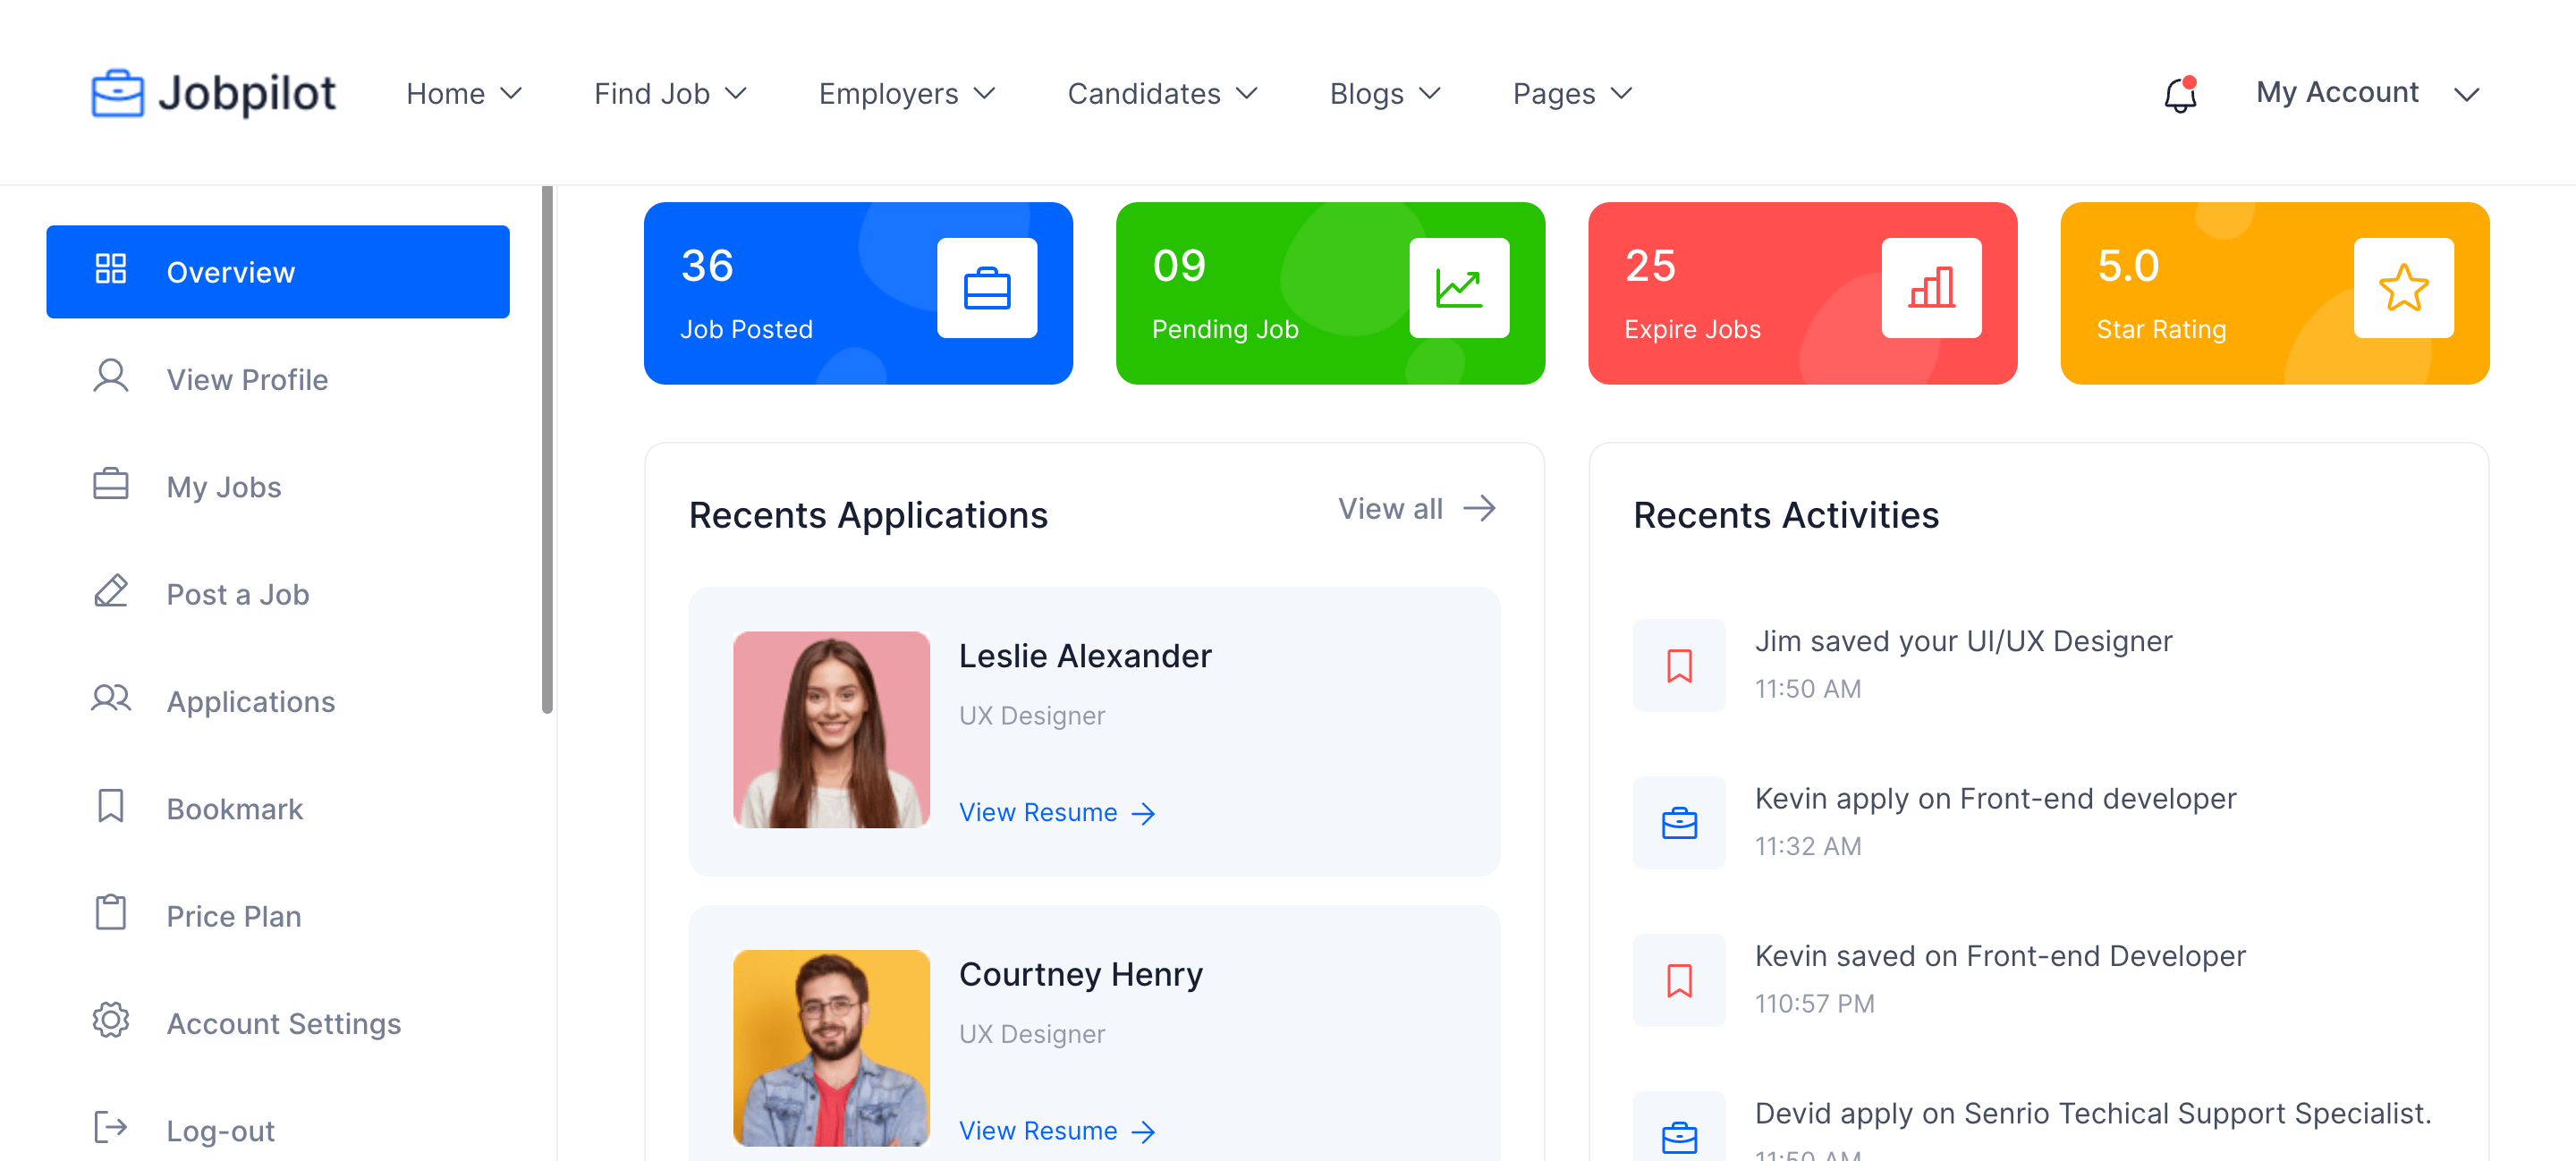 Jobpilot
Home
Find Job
Employers
Candidates
Blogs
Pages
My Account
Overview
View Profile
My Jobs
Post a Job
Applications
Bookmark
Price Plan
Account Settings
Log-out
36
Job Posted
09
Pending Job
25
Expire Jobs
5.0
Star Rating
Recents Applications
View all
Leslie Alexander
UX Designer
View Resume
Courtney Henry
UX Designer
View Resume
Recents Activities
Jim saved your UI/UX Designer
11:50 AM
Kevin apply on Front-end developer
11:32 AM
Kevin saved on Front-end Developer
110:57 PM
Devid apply on Senrio Techical Support Specialist.
11:50 AM